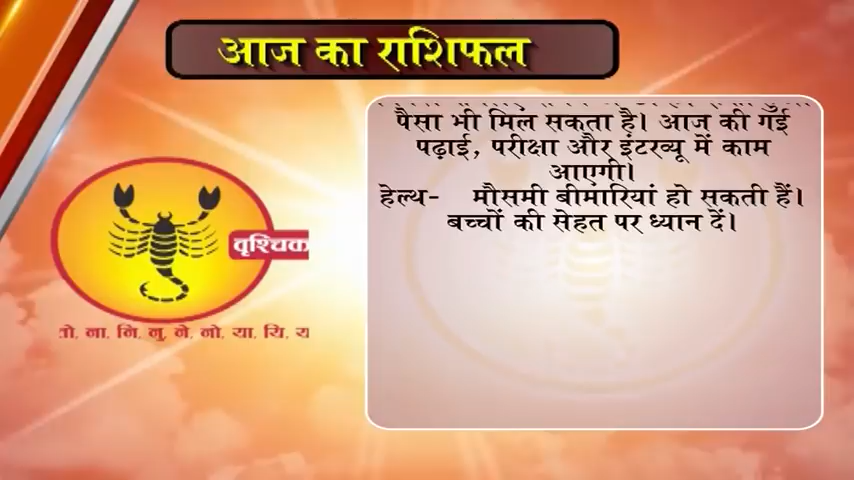 आज का राशिफल
पैसा भी मिल सकता है। आज की गई
पढ़ाई, परीक्षा और इंटरव्यू में काम
आएगी।
हेल्थ- मौसमी बीमारियां हो सकती हैं।
बच्चों की सेहत पर ध्यान दें।
वृश्चिक
ना, नि, नु, ने, नो, या, यि,